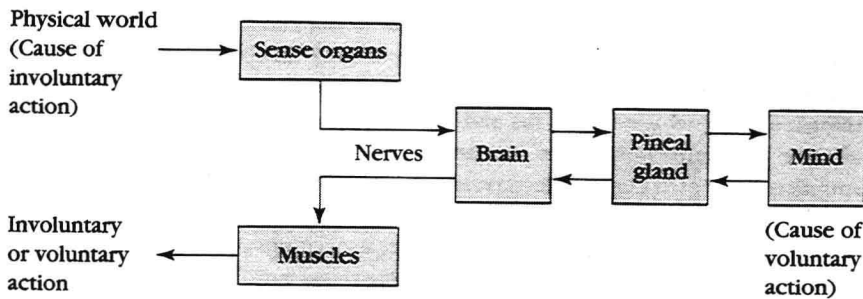 Physical world
(Cause of
involuntary
action)
Sense organs
Nerves
Brain
Pineal
gland
Mind
(Cause of
voluntary
action)
Muscles
Involuntary
or voluntary
action